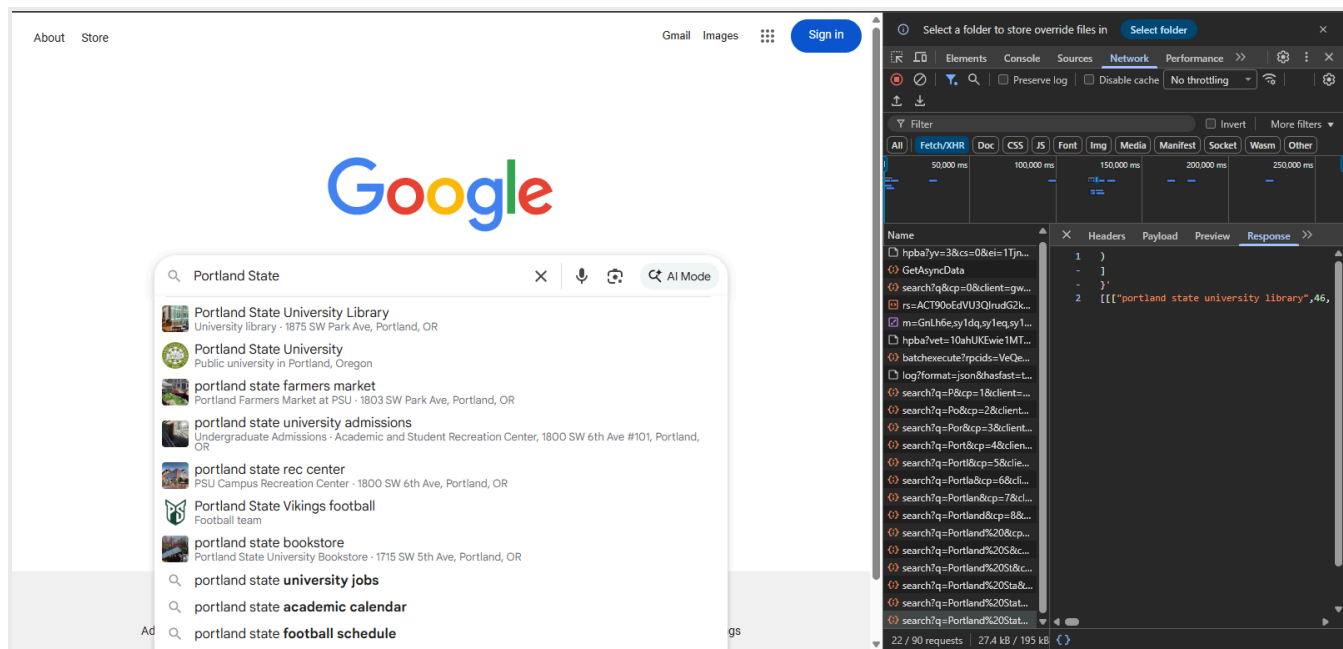 About Store
Gmail Images
Sign in
Google
Portland State
AI Mode
Portland State University Library
University library · 1875 SW Park Ave, Portland, OR
Portland State University
Public university in Portland, Oregon
portland state farmers market
Portland Farmers Market at PSU · 1803 SW Park Ave, Portland, OR
portland state university admissions
Undergraduate Admissions · Academic and Student Recreation Center, 1800 SW 6th Ave #101, Portland,
OR
portland state rec center
PSU Campus Recreation Center · 1800 SW 6th Ave, Portland, OR
PS
Portland State Vikings football
Football team
portland state bookstore
Portland State University Bookstore · 1715 SW 5th Ave, Portland, OR
portland state university jobs
portland state academic calendar
portland state football schedule
Ad
gs
Select a folder to store override files in Select folder
Elements Console Sources Network Performance
Preserve log Disable cache No throttling
Filter Invert More filters
All Fetch/XHR Doc CSS JS Font Img Media Manifest Socket Wasm Other
50,000 ms 100,000 ms 150,000 ms 200,000 ms 250,000 ms
Name
hpba?yv=3&cs=0&ei=1Tjn...
GetAsyncData
search?q&cp=0&client=gw...
rs=ACT90oEdVU3QIrudG2k...
m=GnLh6e,sy1dq,sy1eq,sy1...
hpba?vet=10ahUKEwie1MT...
batchexecute?rpcids=VeQe...
log?format=json&hasfast=t...
search?q=P&cp=1&client=...
search?q=Po&cp=2&client...
search?q=Por&cp=3&client...
search?q=Port&cp=4&clien...
search?q=Portl&cp=5&clie...
search?q=Portla&cp=6&cli...
search?q=Portlan&cp=7&cl...
search?q=Portland&cp=8&...
search?q=Portland%20&cp...
search?q=Portland%20S&c...
search?q=Portland%20St&c...
search?q=Portland%20Sta&...
search?q=Portland%20Stat...
search?q=Portland%20Stat...
Headers Payload Preview Response
1 )
- ]
- }'
2 [[["portland state university library",46,
22 / 90 requests 27.4 kB / 195 kB { }